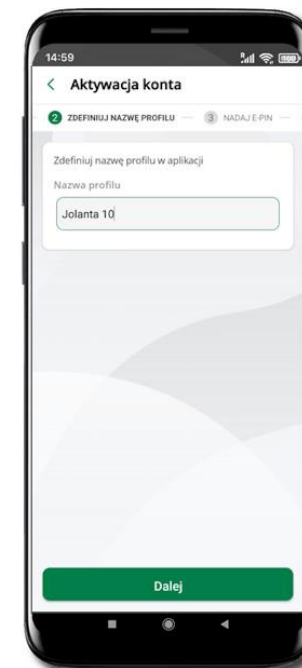 14:59
Aktywacja konta
2 ZDEFINIUJ NAZWĘ PROFILU 3 NADAJ E-PIN
Zdefiniuj nazwę profilu w aplikacji
Nazwa profilu
Jolanta 10
Dalej